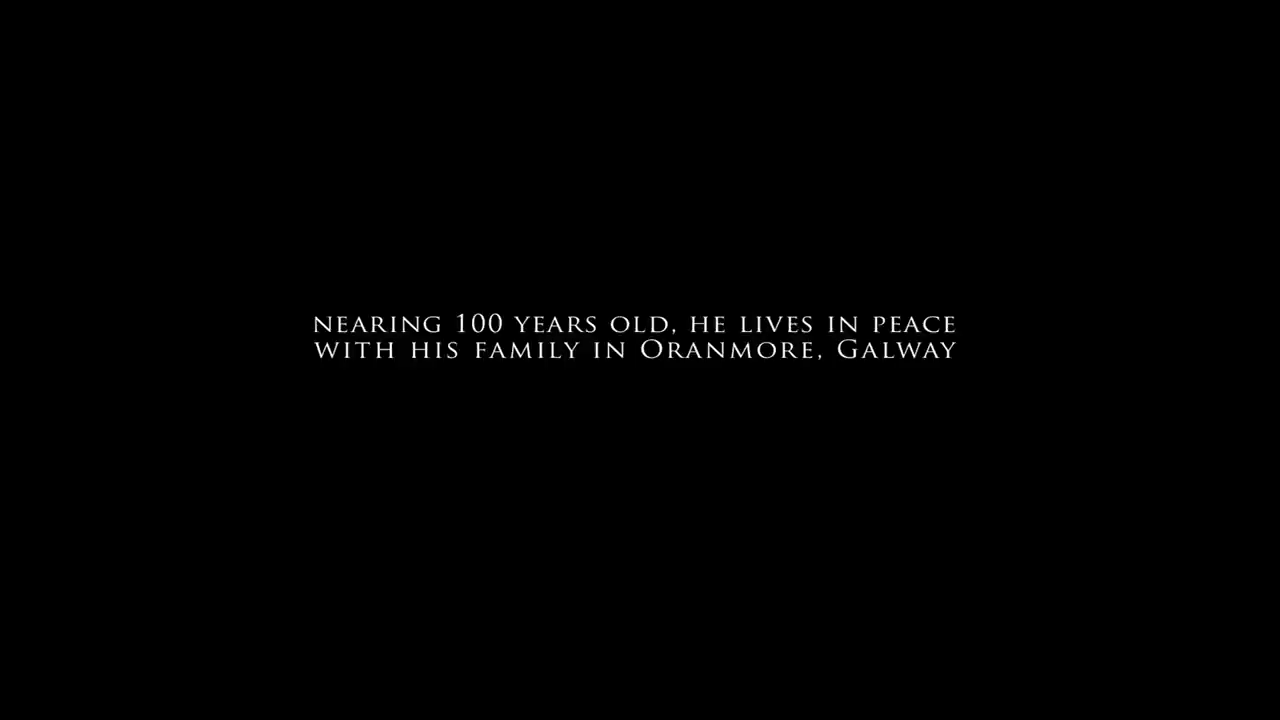 NEARING 100 YEARS OLD, HE LIVES IN PEACE
WITH HIS FAMILY IN ORANMORE, GALWAY